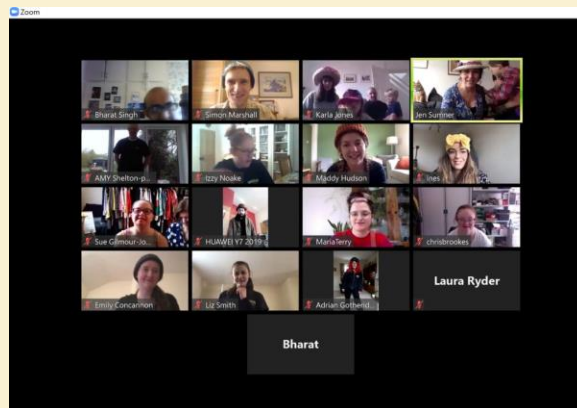 Zoom
Bharat Singh
Simon Marshall
Karla Jones
Jen Sumner
AMY Shelton-p...
Izzy Noake
Maddy Hudson
ines
Sue Gilmour-Jo...
HUAWEI Y7 2019
MariaTerry
chrisbrookes
Emily Concannon
Liz Smith
Adrian Gothend...
Laura Ryder
Bharat